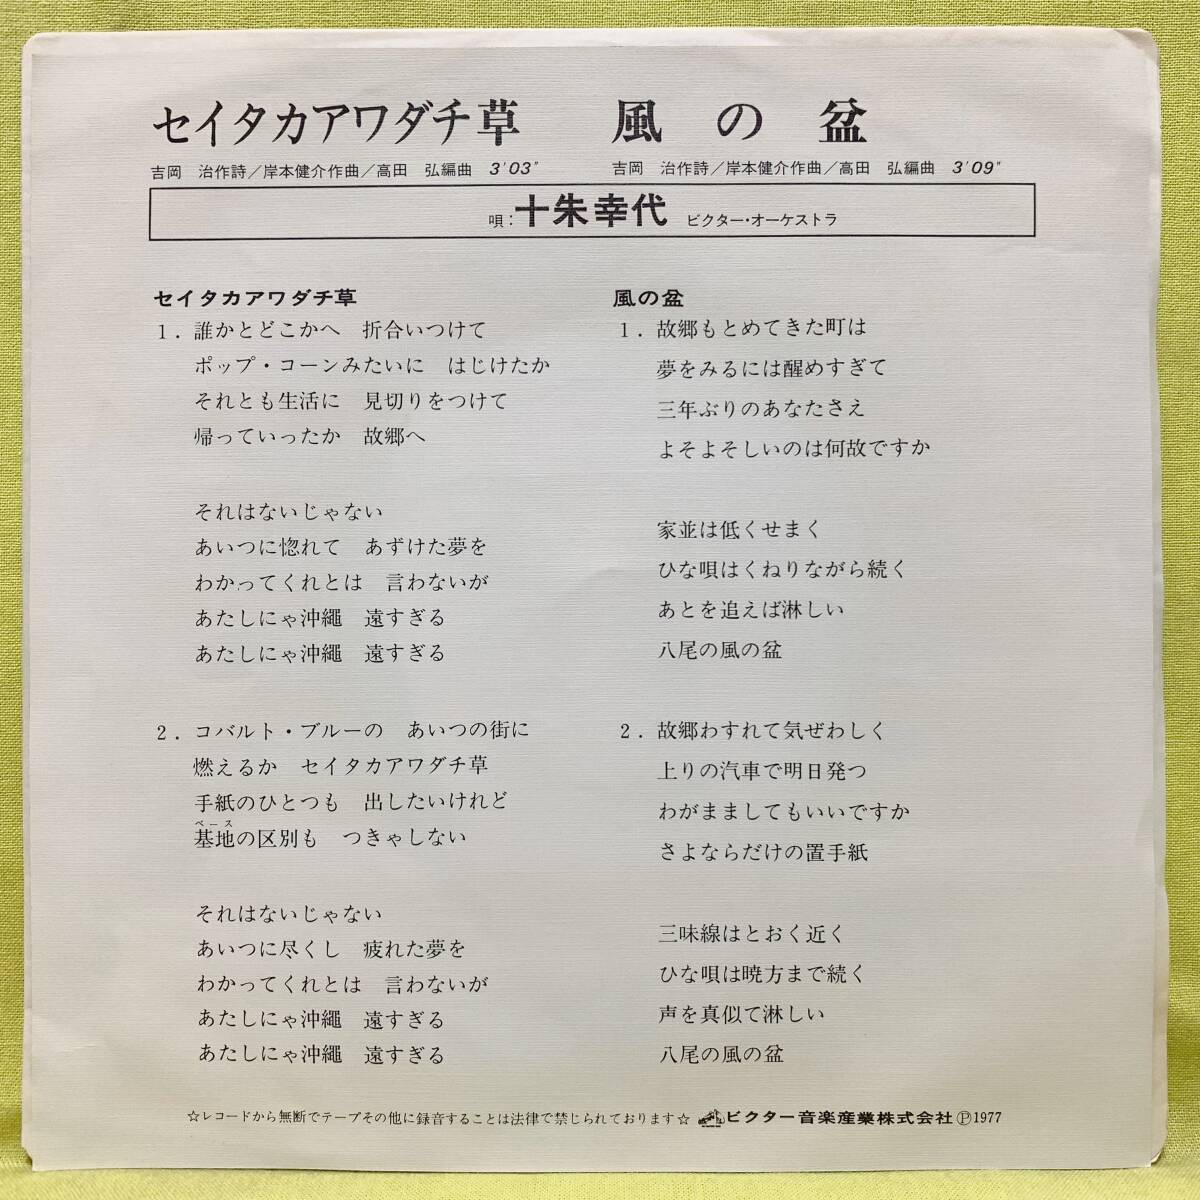 セイタカアワダチ草　風の盆
吉岡　治作詩／岸本健介作曲／高田　弘編曲　3'03"　吉岡　治作詩／岸本健介作曲／高田　弘編曲　3'09"
唄：十朱幸代　ビクター・オーケストラ
セイタカアワダチ草
1．誰かとどこかへ　折合いつけて
ポップ・コーンみたいに　はじけたか
それとも生活に　見切りをつけて
帰っていったか　故郷へ
それはないじゃない
あいつに惚れて　あずけた夢を
わかってくれとは　言わないが
あたしにゃ沖縄　遠すぎる
あたしにゃ沖縄　遠すぎる
2．コバルト・ブルーの　あいつの街に
燃えるか　セイタカアワダチ草
手紙のひとつも　出したいけれど
ベース
基地の区別も　つきゃしない
それはないじゃない
あいつに尽くし　疲れた夢を
わかってくれとは　言わないが
あたしにゃ沖縄　遠すぎる
あたしにゃ沖縄　遠すぎる
風の盆
1．故郷もとめてきた町は
夢をみるには醒めすぎて
三年ぶりのあなたさえ
よそよそしいのは何故ですか
家並は低くせまく
ひな唄はくねりながら続く
あとを追えば淋しい
八尾の風の盆
2．故郷わすれて気ぜわしく
上りの汽車で明日発つ
わがまましてもいいですか
さよならだけの置手紙
三味線はとおく近く
ひな唄は暁方まで続く
声を真似て淋しい
八尾の風の盆
☆レコードから無断でテープその他に録音することは法律で禁じられております☆　ビクター音楽産業株式会社 Ⓟ1977